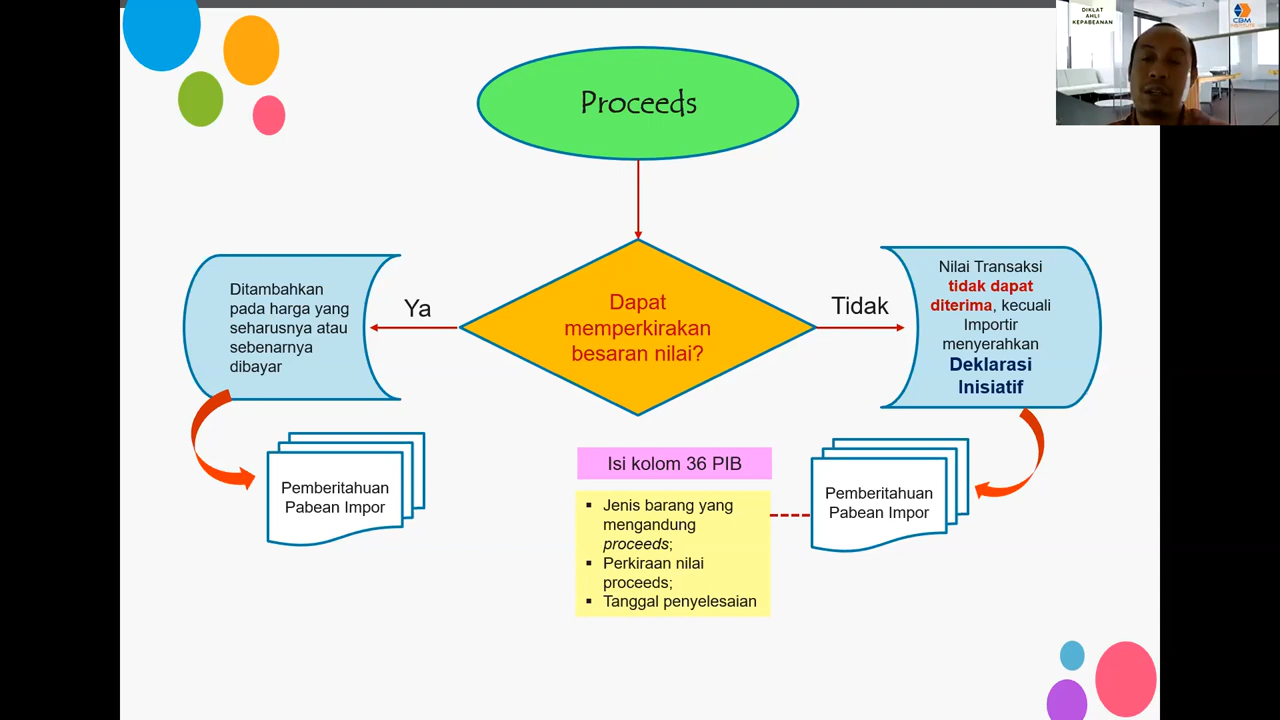 DIKLAT
AHLI
KEPABEANAN
CBM
INSTITUTE
Proceeds
Dapat
memperkirakan
besaran nilai?
Ya
Tidak
Ditambahkan
pada harga yang
seharusnya atau
sebenarnya
dibayar
Nilai Transaksi
tidak dapat
diterima, kecuali
Importir
menyerahkan
Deklarasi
Inisiatif
Pemberitahuan
Pabean Impor
Isi kolom 36 PIB
▪ Jenis barang yang
mengandung
proceeds;
▪ Perkiraan nilai
proceeds;
▪ Tanggal penyelesaian
Pemberitahuan
Pabean Impor